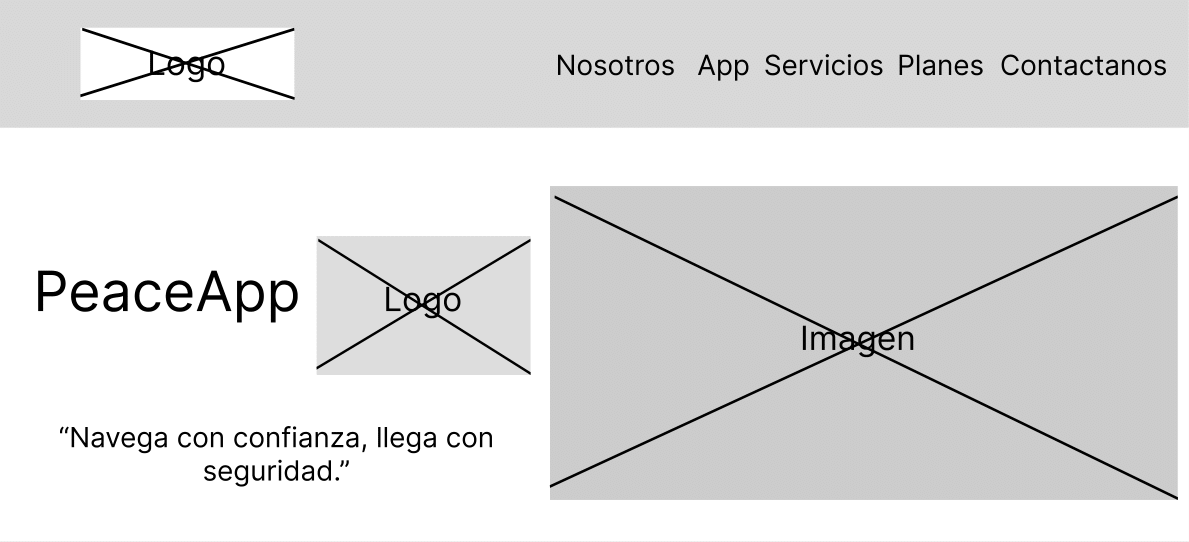 Logo
Nosotros App Servicios Planes Contactanos
PeaceApp
Logo
Imagen
“Navega con confianza, llega con
seguridad.”